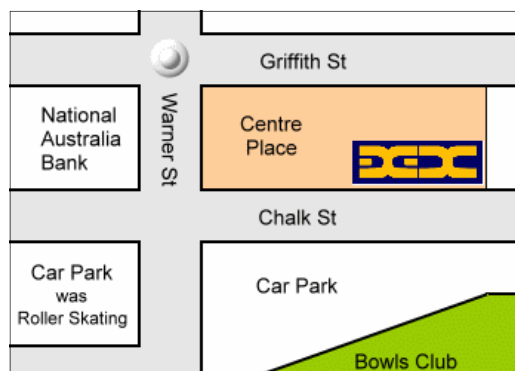 Griffith St
National
Australia
Bank
Warner St
Centre
Place
Chalk St
Car Park
was
Roller Skating
Car Park
Bowls Club